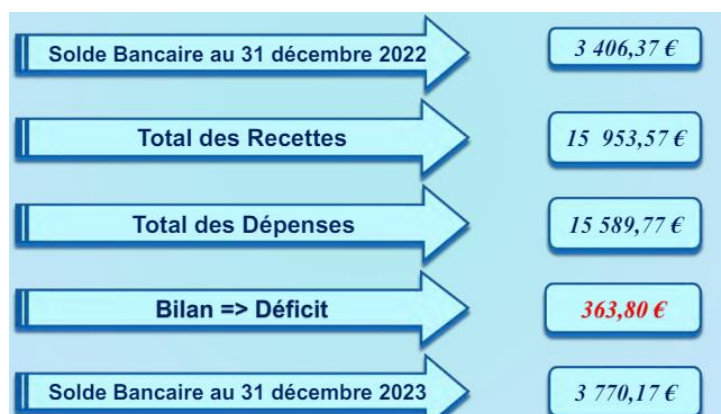 Solde Bancaire au 31 décembre 2022 3 406,37 €
Total des Recettes 15 953,57 €
Total des Dépenses 15 589,77 €
Bilan => Déficit 363,80 €
Solde Bancaire au 31 décembre 2023 3 770,17 €